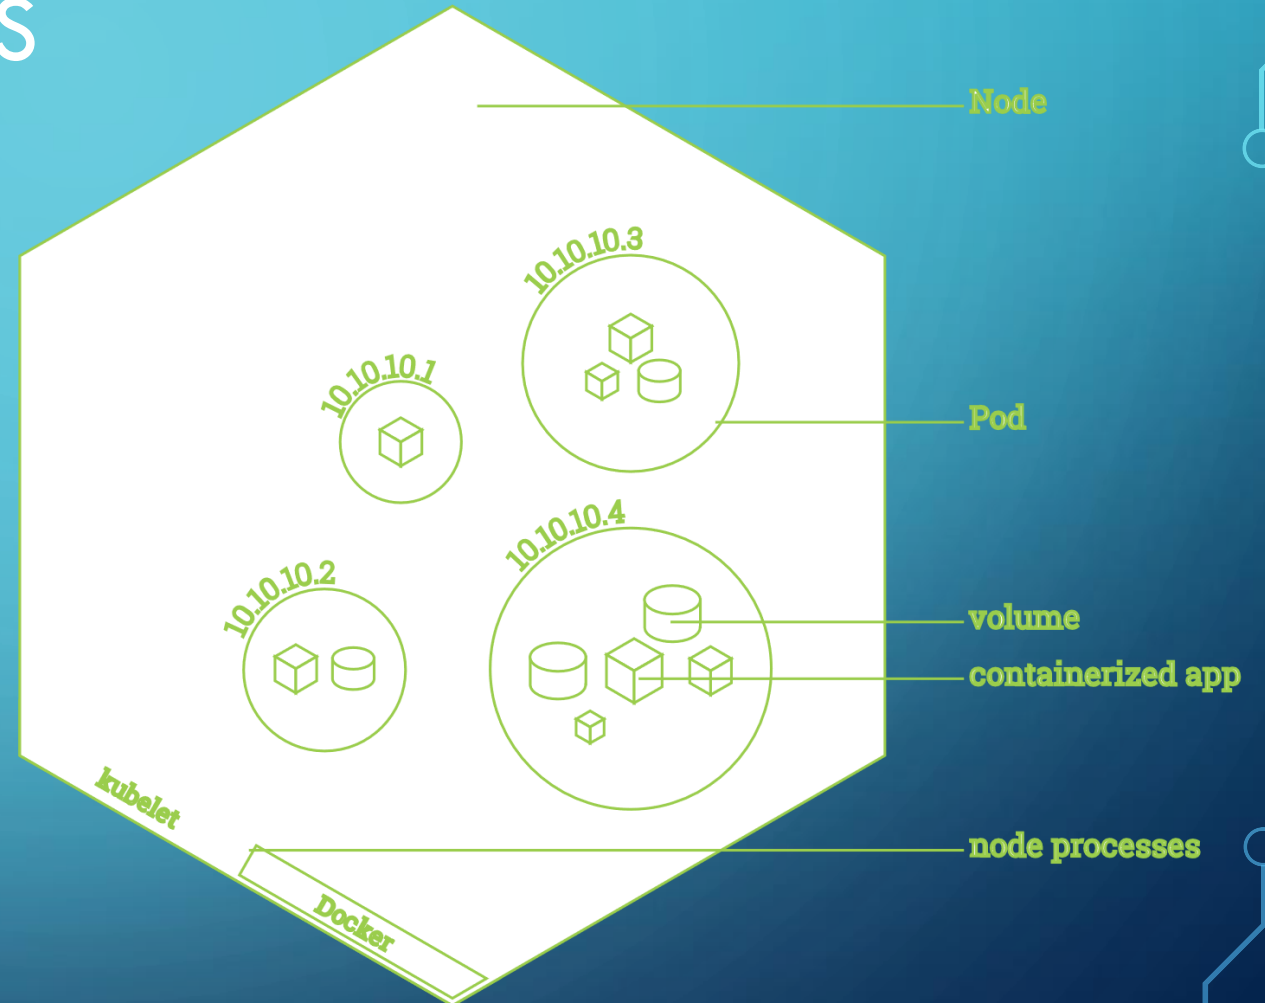 S
Node
10.10.10.3
10.10.10.1
Pod
10.10.10.4
10.10.10.2
volume
containerized app
kubelet
node processes
Docker